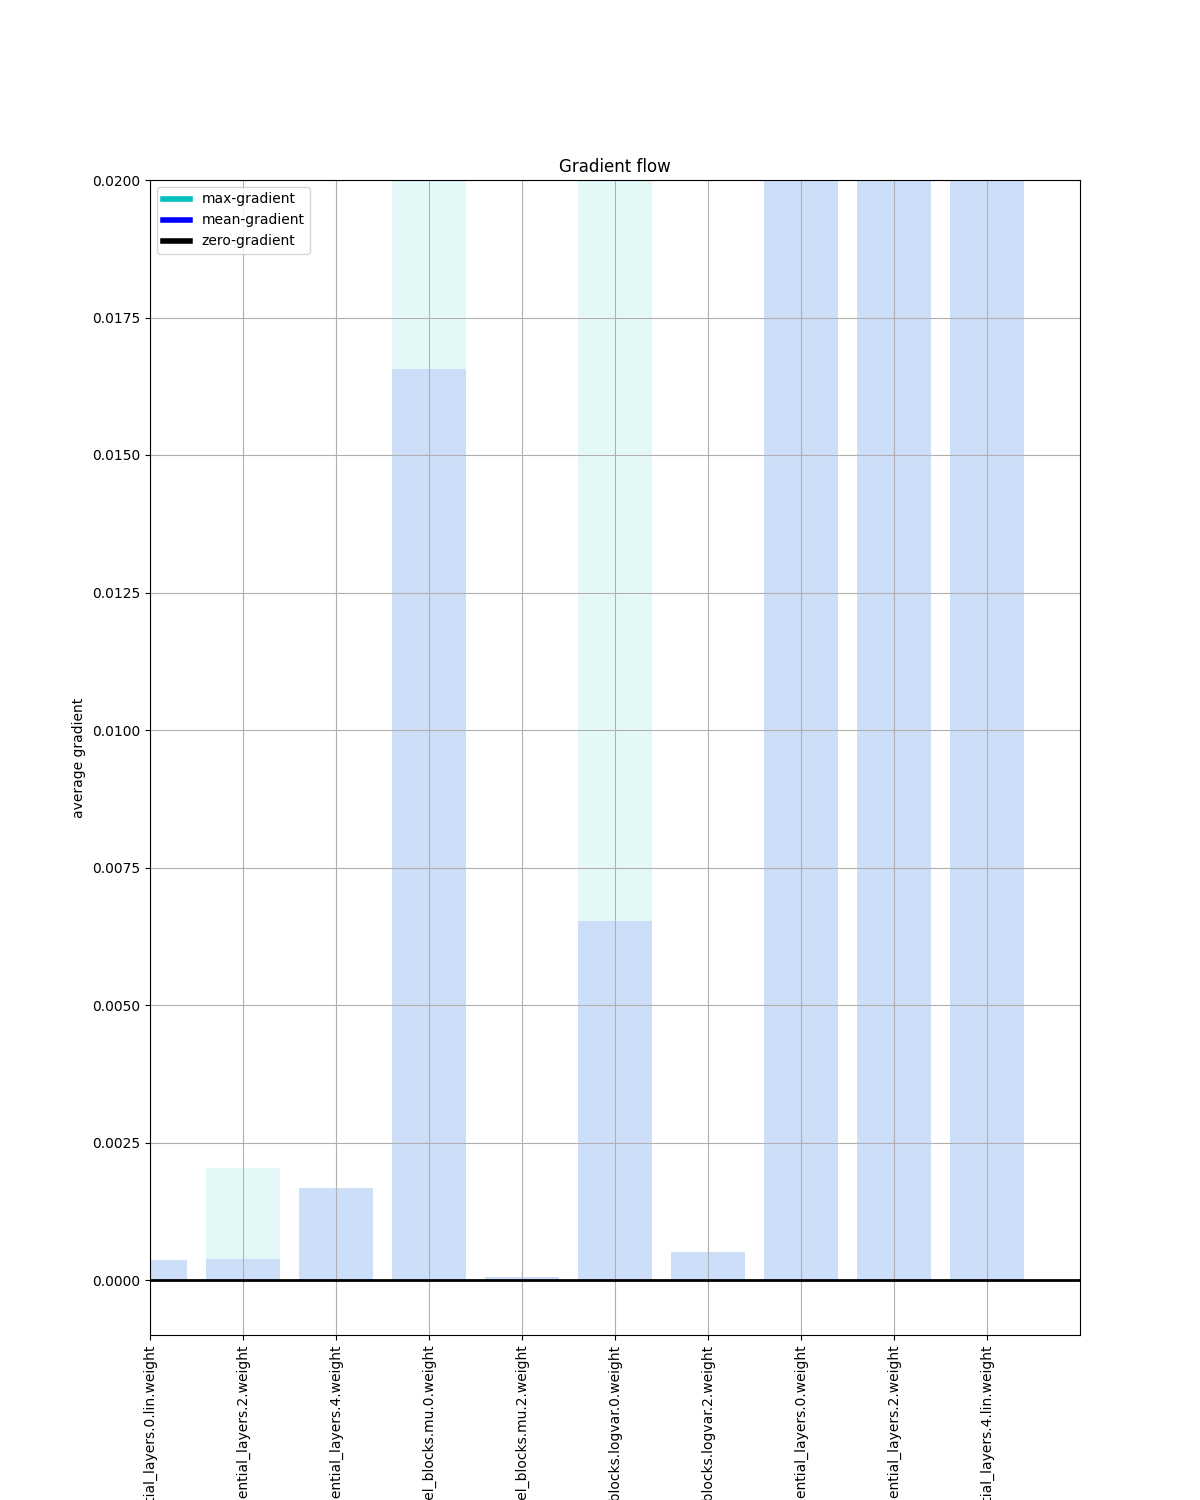 Gradient flow
max-gradient
mean-gradient
zero-gradient
average gradient
0.0200
0.0175
0.0150
0.0125
0.0100
0.0075
0.0050
0.0025
0.0000
tial_layers.0.lin.weight
ential_layers.2.weight
ential_layers.4.weight
el_blocks.mu.0.weight
el_blocks.mu.2.weight
blocks.logvar.0.weight
blocks.logvar.2.weight
ential_layers.0.weight
ential_layers.2.weight
tial_layers.4.lin.weight